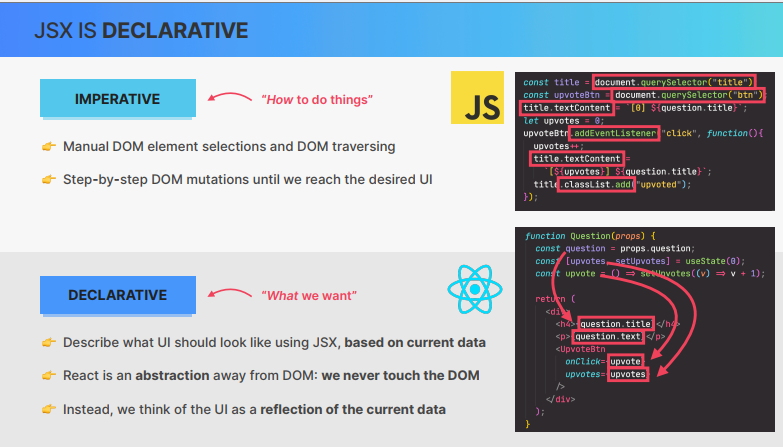 JSX IS DECLARATIVE
IMPERATIVE
“How to do things”
👉 Manual DOM element selections and DOM traversing
👉 Step-by-step DOM mutations until we reach the desired UI
JS
const title = document.querySelector("title")
const upvoteBtn = document.querySelector("btn");
title.textContent = `[0] ${question.title}`;
let upvotes = 0;
upvoteBtn.addEventListener("click", function(){
upvotes++;
title.textContent =
`[${upvotes}] ${question.title}`;
title.classList.add("upvoted");
});
DECLARATIVE
“What we want”
👉 Describe what UI should look like using JSX, based on current data
👉 React is an abstraction away from DOM: we never touch the DOM
👉 Instead, we think of the UI as a reflection of the current data
function Question(props) {
const question = props.question;
const [upvotes, setUpvotes] = useState(0);
const upvote = () => setUpvotes((v) => v + 1);
return (
<div>
<h4>{question.title}</h4>
<p>{question.text}</p>
<UpvoteBtn
onClick={upvote}
upvotes={upvotes}
/>
</div>
);
}